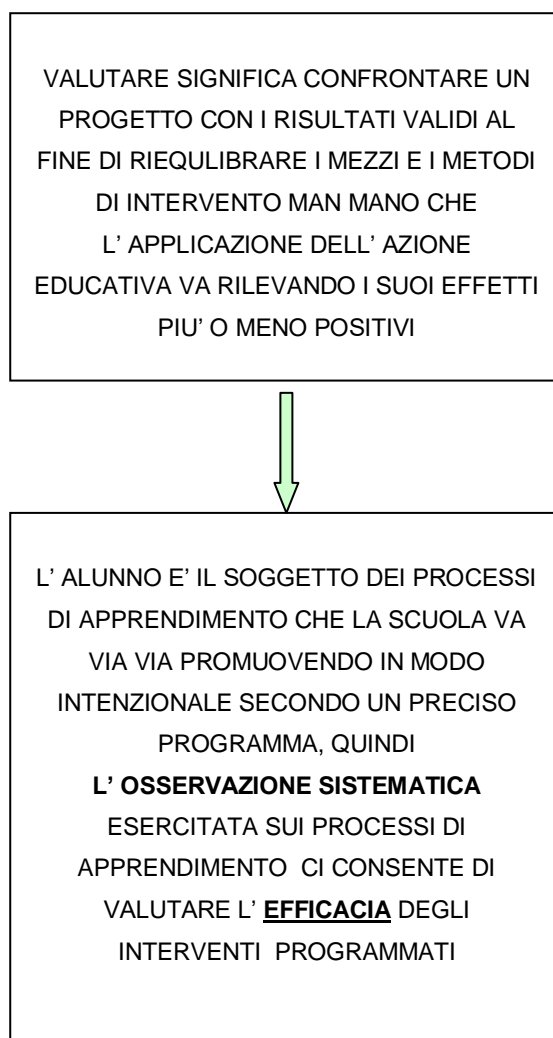 VALUTARE SIGNIFICA CONFRONTARE UN
PROGETTO CON I RISULTATI VALIDI AL
FINE DI RIEQULIBRARE I MEZZI E I METODI
DI INTERVENTO MAN MANO CHE
L' APPLICAZIONE DELL' AZIONE
EDUCATIVA VA RILEVANDO I SUOI EFFETTI
PIU' O MENO POSITIVI
L' ALUNNO E' IL SOGGETTO DEI PROCESSI
DI APPRENDIMENTO CHE LA SCUOLA VA
VIA VIA PROMUOVENDO IN MODO
INTENZIONALE SECONDO UN PRECISO
PROGRAMMA, QUINDI
L' OSSERVAZIONE SISTEMATICA
ESERCITATA SUI PROCESSI DI
APPRENDIMENTO CI CONSENTE DI
VALUTARE L' EFFICACIA DEGLI
INTERVENTI PROGRAMMATI